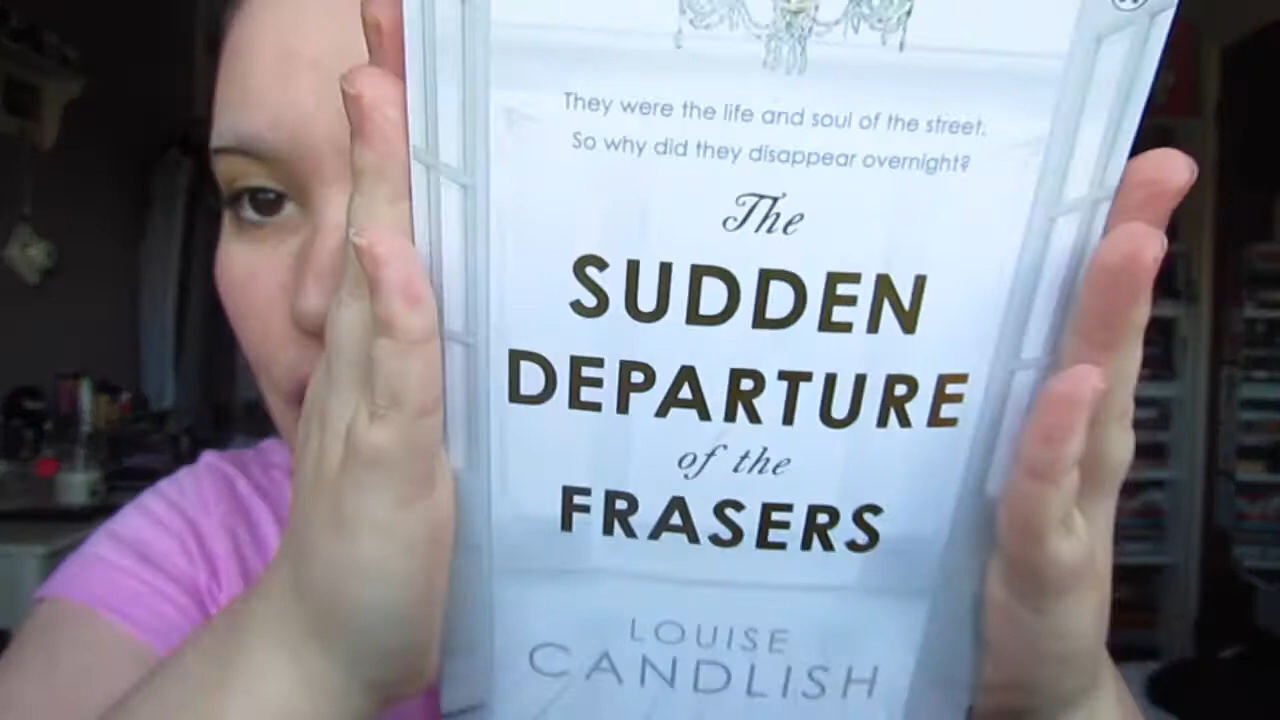 They were the life and soul of the street.
So why did they disappear overnight?
The
SUDDEN
DEPARTURE
of the
FRASERS
LOUISE
CANDLISH